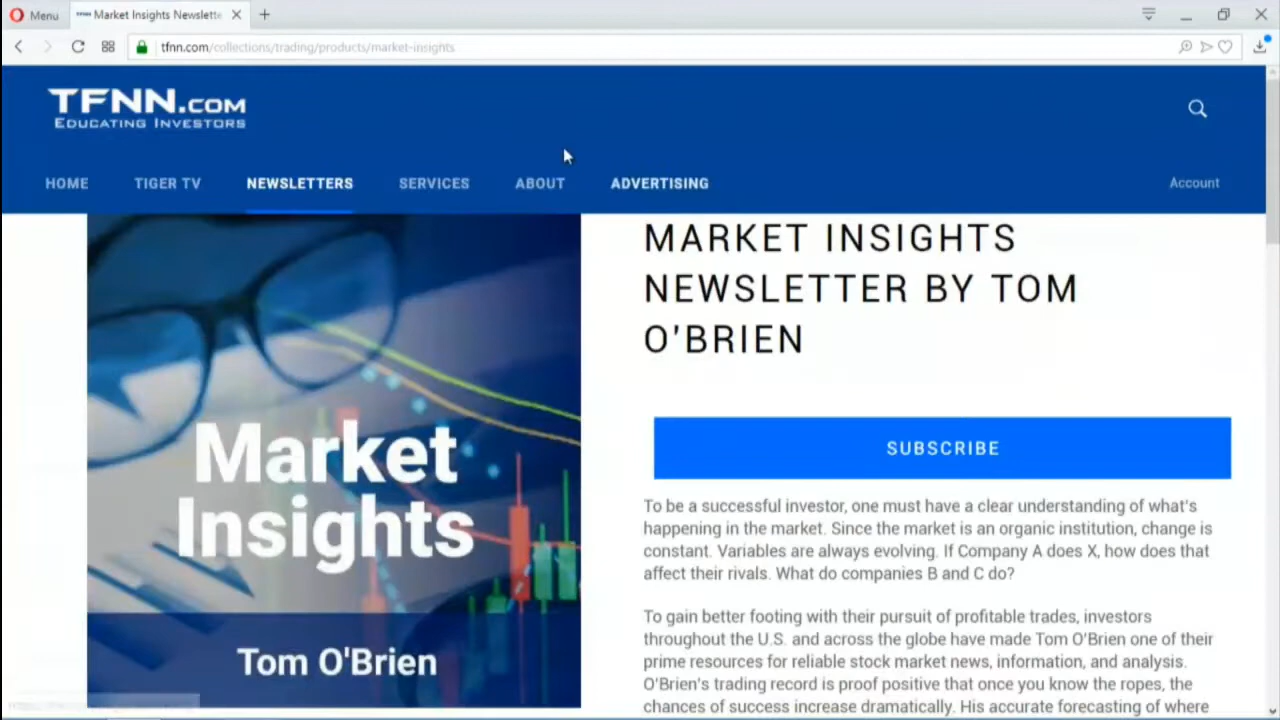 Menu
Market Insights Newslette
tfnn.com/collections/trading/products/market-insights
TFNN.COM
EDUCATING INVESTORS
HOME TIGER TV NEWSLETTERS SERVICES ABOUT ADVERTISING Account
MARKET INSIGHTS
NEWSLETTER BY TOM
O'BRIEN
Market
Insights
Tom O'Brien
SUBSCRIBE
To be a successful investor, one must have a clear understanding of what's
happening in the market. Since the market is an organic institution, change is
constant. Variables are always evolving. If Company A does X, how does that
affect their rivals. What do companies B and C do?
To gain better footing with their pursuit of profitable trades, investors
throughout the U.S. and across the globe have made Tom O'Brien one of their
prime resources for reliable stock market news, information, and analysis.
O'Brien's trading record is proof positive that once you know the ropes, the
chances of success increase dramatically. His accurate forecasting of where